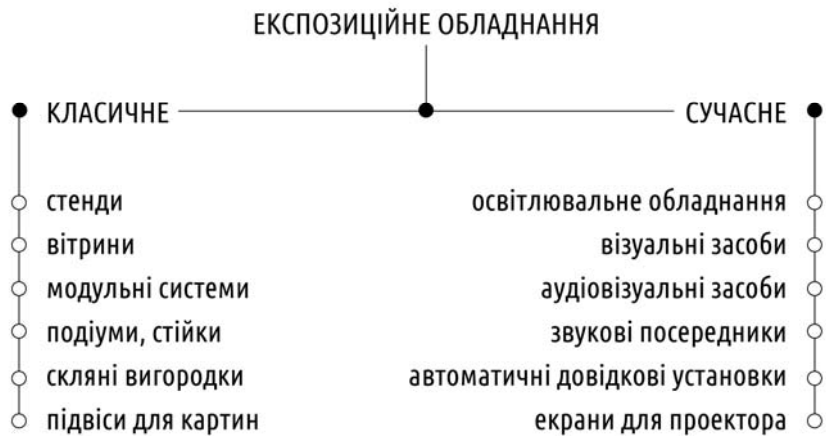 ЕКСПОЗИЦІЙНЕ ОБЛАДНАННЯ
КЛАСИЧНЕ
стенди
вітрини
модульні системи
подіуми, стійки
скляні вигородки
підвіси для картин
СУЧАСНЕ
освітлювальне обладнання
візуальні засоби
аудіовізуальні засоби
звукові посередники
автоматичні довідкові установки
екрани для проектора